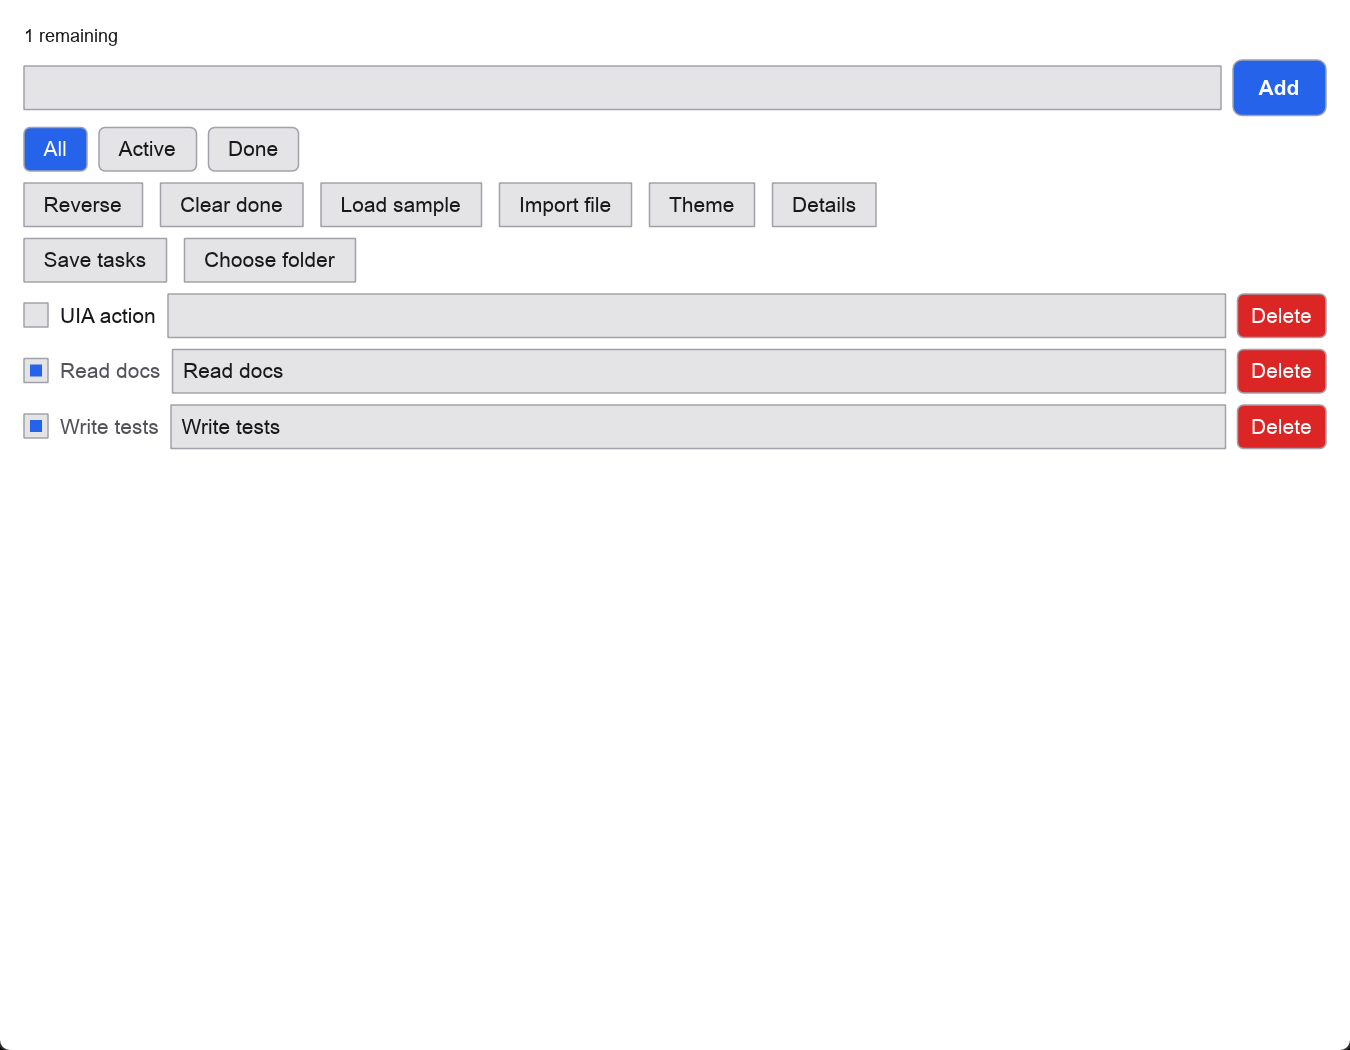 1 remaining
Add
All Active Done
Reverse Clear done Load sample Import file Theme Details
Save tasks Choose folder
UIA action Delete
Read docs Read docs Delete
Write tests Write tests Delete